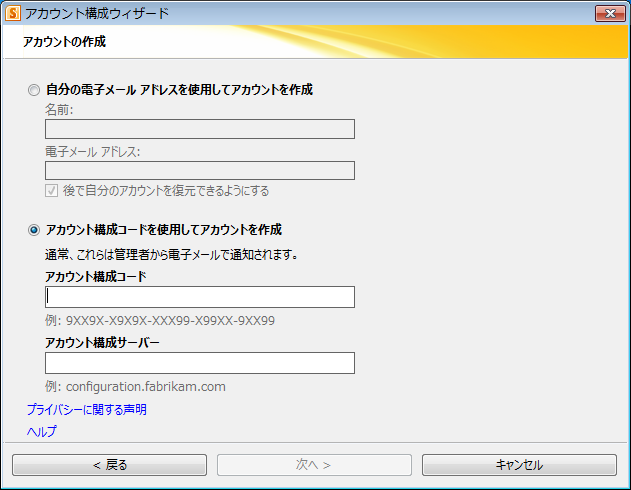 アカウント構成ウィザード
アカウントの作成
自分の電子メール アドレスを使用してアカウントを作成
名前:
電子メール アドレス:
後で自分のアカウントを復元できるようにする
アカウント構成コードを使用してアカウントを作成
通常、これらは管理者から電子メールで通知されます。
アカウント構成コード
例: 9XX9X-X9X9X-XXX99-X99XX-9XX99
アカウント構成サーバー
例: configuration.fabrikam.com
プライバシーに関する声明
ヘルプ
< 戻る
次へ >
キャンセル